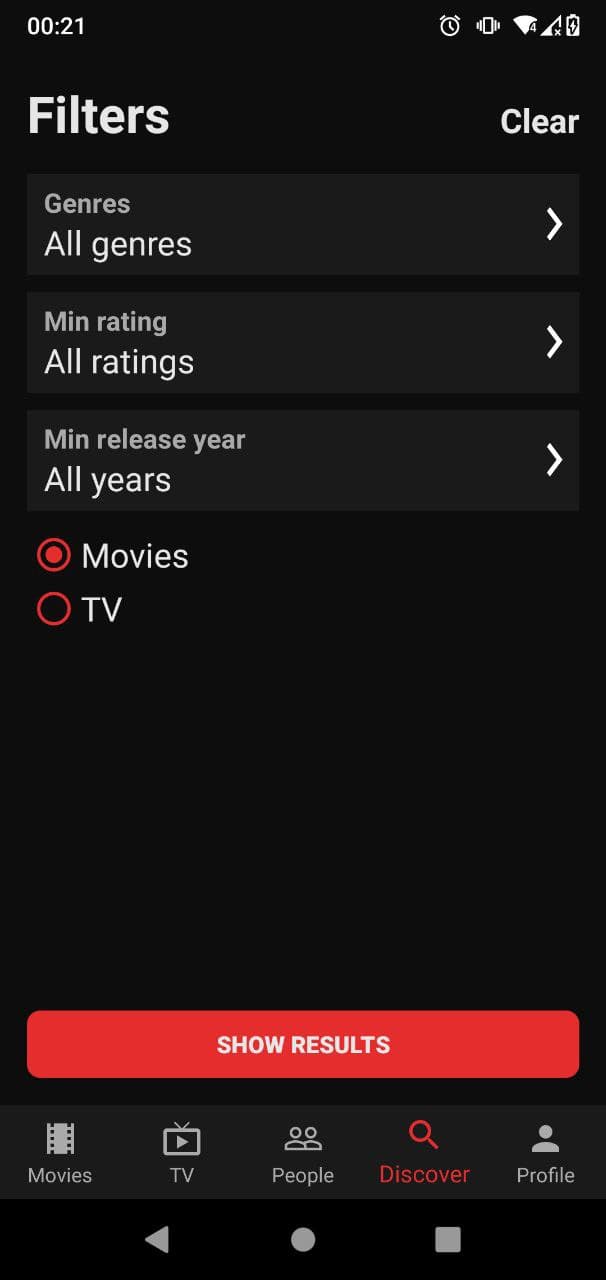 00:21
4
Filters
Clear
Genres
All genres
Min rating
All ratings
Min release year
All years
Movies
TV
SHOW RESULTS
Movies
TV
People
Discover
Profile